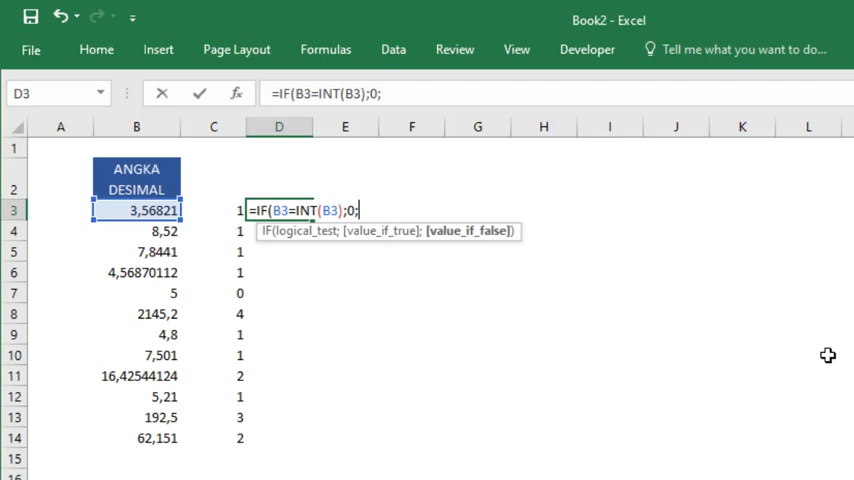 Book2 - Excel
File Home Insert Page Layout Formulas Data Review View Developer Tell me what you want to do...
D3 fx =IF(B3=INT(B3);0;
A B C D E F G H I J K L
1
ANGKA
2 DESIMAL
3 3,56821 1 =IF(B3=INT(B3);0;
4 8,52 1 IF(logical_test; [value_if_true]; [value_if_false])
5 7,8441 1
6 4,56870112 1
7 5 0
8 2145,2 4
9 4,8 1
10 7,501 1
11 16,42544124 2
12 5,21 1
13 192,5 3
14 62,151 2
15
16